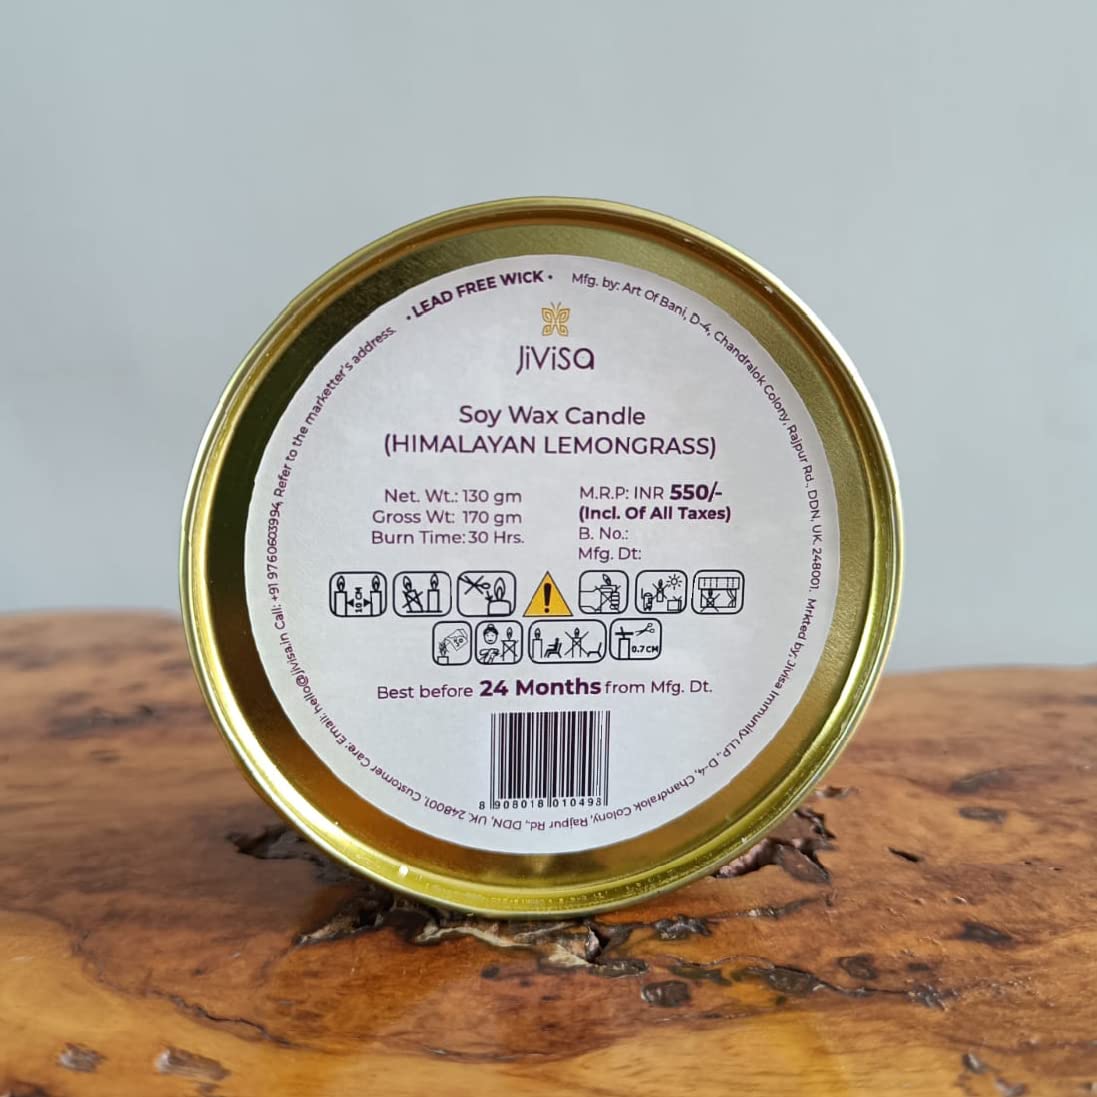 • LEAD FREE WICK •
Mfg. by: Art Of Bani, D-4, Chandralok Colony, Rajpur Rd., DDN, UK. 248001. Mrkted by: Jivisa Immunity LLP., D-4, Chandralok Colony, Rajpur Rd., DDN, UK. 248001. Customer Care: Email: hello@jivisa.in Call: +91 9760603994, Refer to the marketter's address.
JiViSa
Soy Wax Candle
(HIMALAYAN LEMONGRASS)
Net. Wt.: 130 gm
Gross Wt: 170 gm
Burn Time: 30 Hrs.
M.R.P: INR 550/-
(Incl. Of All Taxes)
B. No.:
Mfg. Dt:
10 CM
0.7 CM
Best before 24 Months from Mfg. Dt.
8 908018 010498